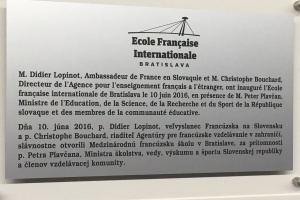 Ecole Française
Internationale
BRATISLAVA
M. Didier Lopinot, Ambassadeur de France en Slovaquie et M. Christophe Bouchard,
Directeur de l'Agence pour l'enseignement français à l'étranger, ont inauguré l'Ecole
française internationale de Bratislava le 10 juin 2016, en présence de M. Peter Plavčan,
Ministre de l'Education, de la Science, de la Recherche et du Sport de la République
slovaque et des membres de la communauté éducative.
Dňa 10. júna 2016, p. Didier Lopinot, veľvyslanec Francúzska na Slovensku
a p. Christophe Bouchard, riaditeľ Agentúry pre francúzske vzdelávanie v zahraničí,
slávnostne otvorili Medzinárodnú francúzsku školu v Bratislave, za prítomnosti
p. Petra Plavčana, Ministra školstva, vedy, výskumu a športu Slovenskej republiky
a členov vzdelávacej komunity.